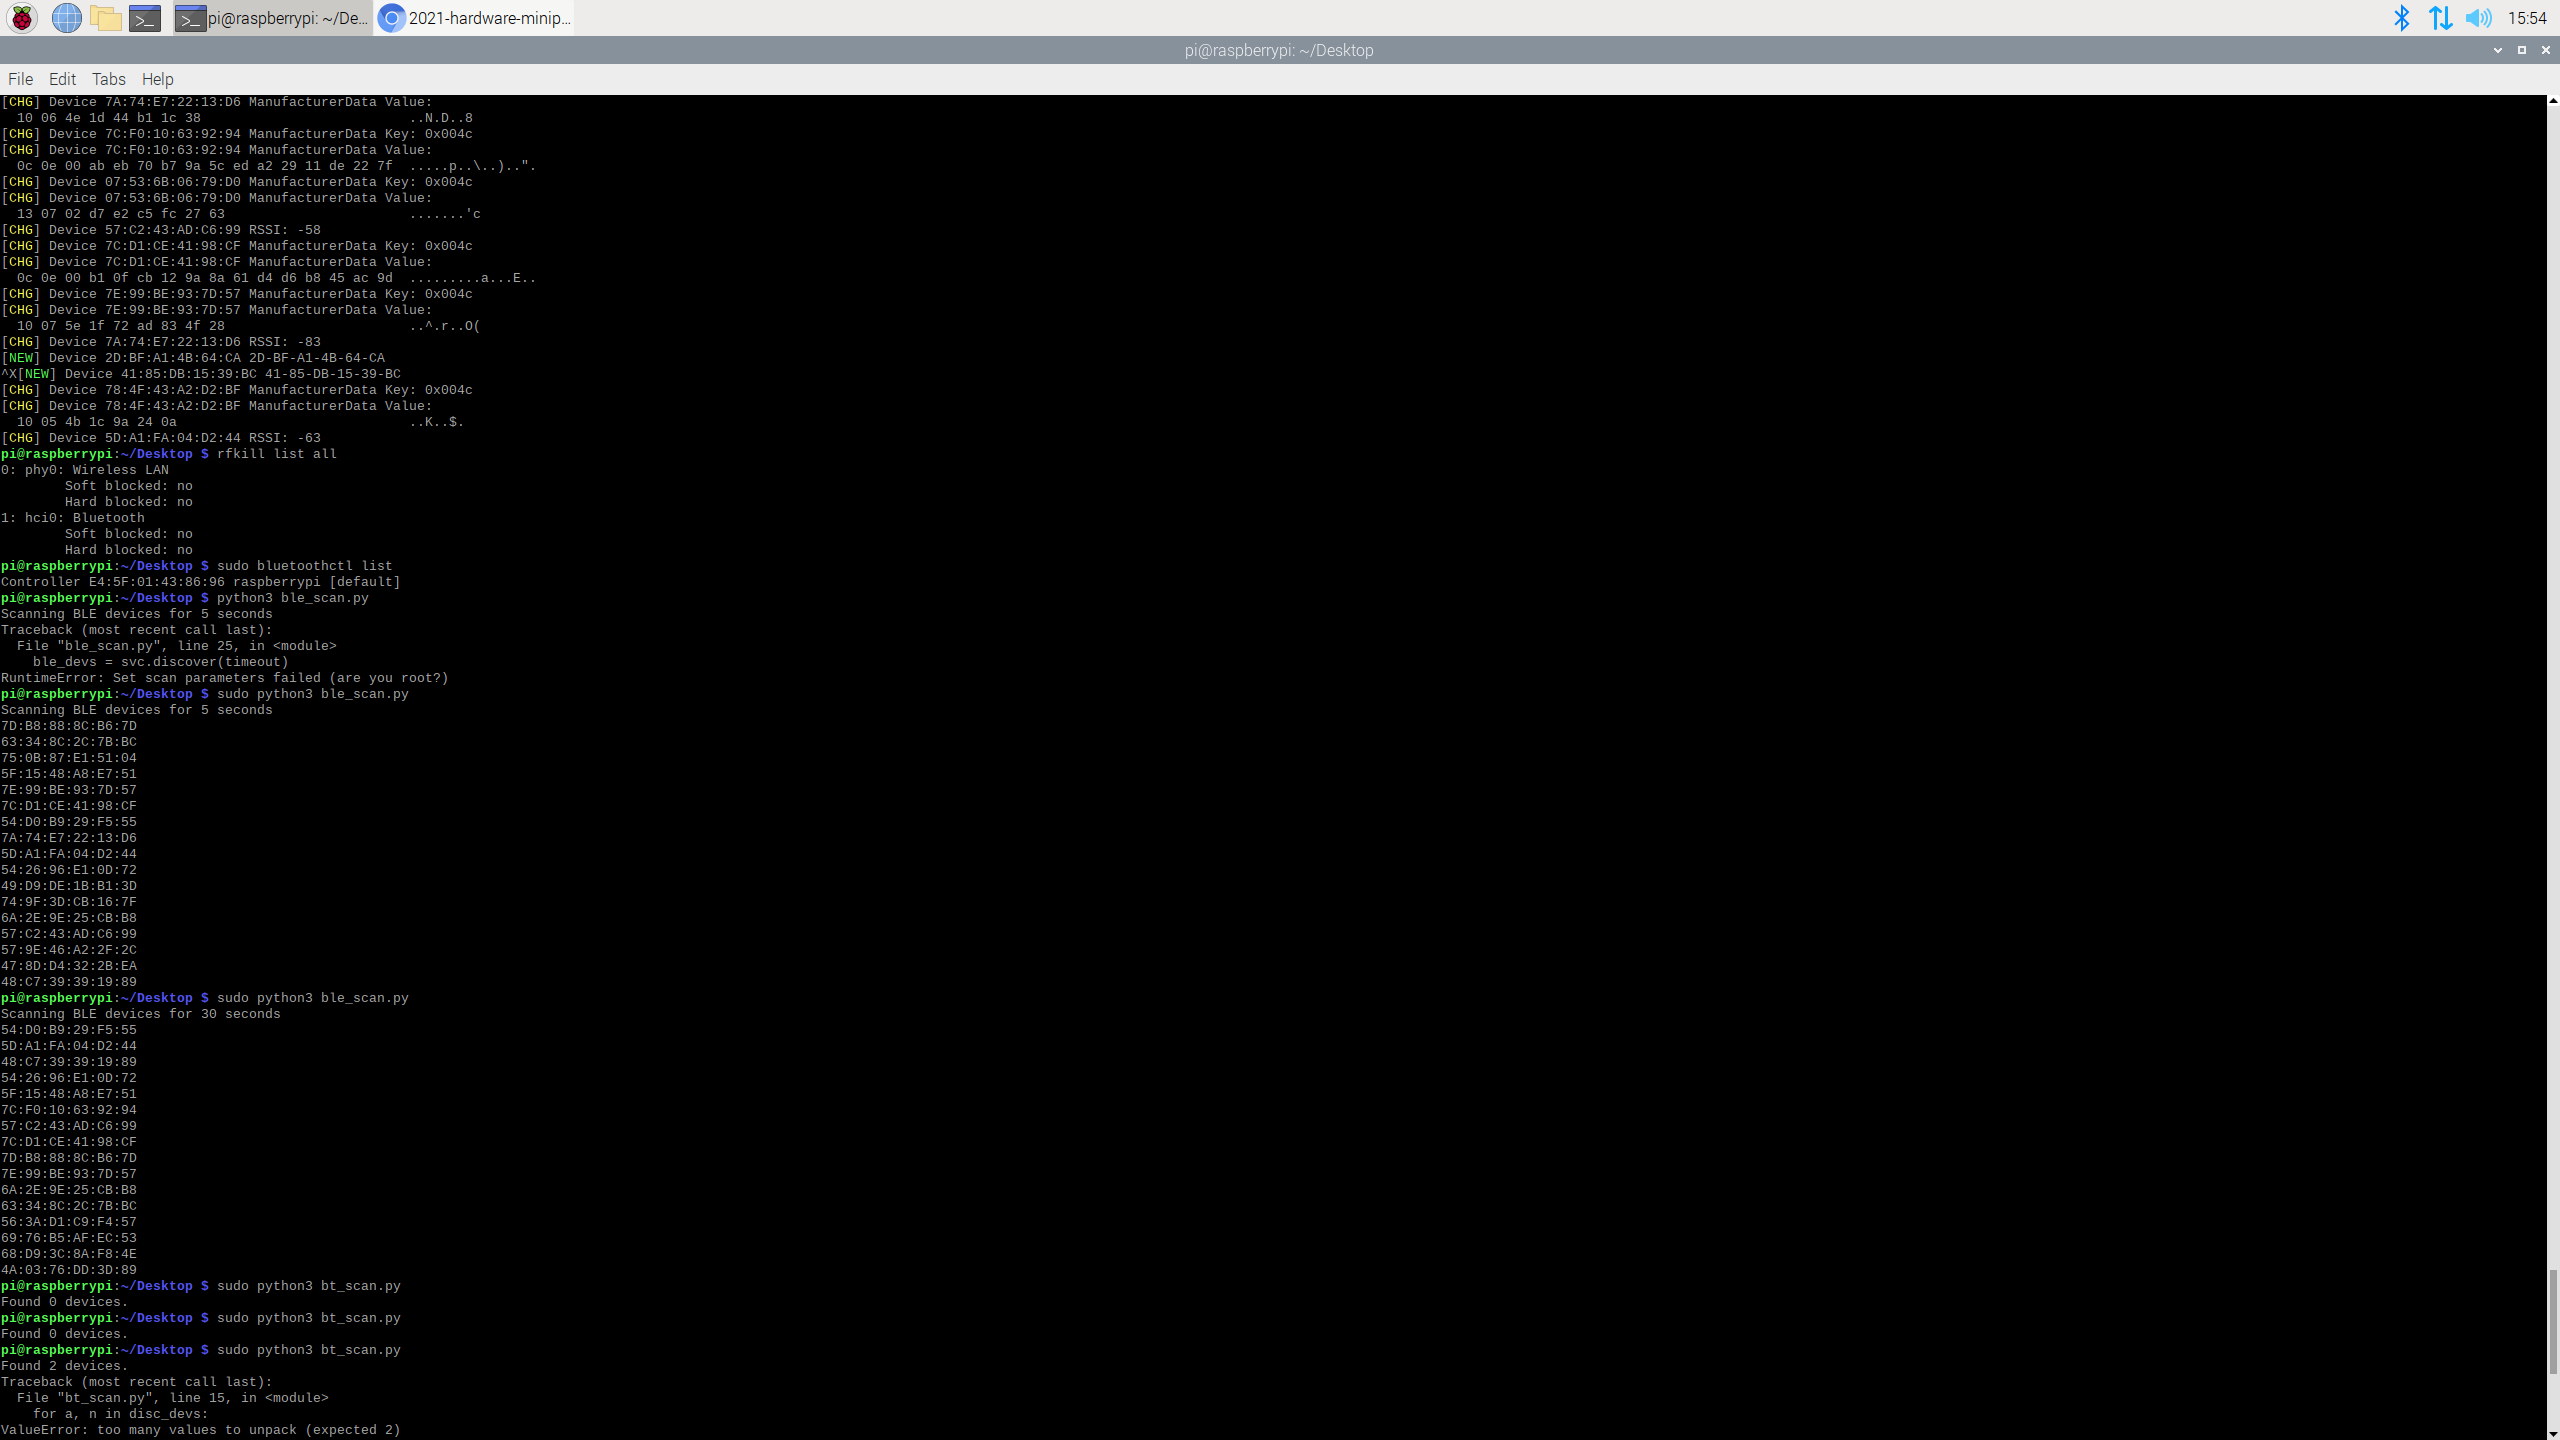 pi@raspberrypi: ~/De...
2021-hardware-minip...
15:54
pi@raspberrypi: ~/Desktop
File Edit Tabs Help
[CHG] Device 7A:74:E7:22:13:D6 ManufacturerData Value:
  10 06 4e 1d 44 b1 1c 38                          ..N.D..8
[CHG] Device 7C:F0:10:63:92:94 ManufacturerData Key: 0x004c
[CHG] Device 7C:F0:10:63:92:94 ManufacturerData Value:
  0c 0e 00 ab eb 70 b7 9a 5c ed a2 29 11 de 22 7f  .....p..\..)..".
[CHG] Device 07:53:6B:06:79:D0 ManufacturerData Key: 0x004c
[CHG] Device 07:53:6B:06:79:D0 ManufacturerData Value:
  13 07 02 d7 e2 c5 fc 27 63                       .......'c
[CHG] Device 57:C2:43:AD:C6:99 RSSI: -58
[CHG] Device 7C:D1:CE:41:98:CF ManufacturerData Key: 0x004c
[CHG] Device 7C:D1:CE:41:98:CF ManufacturerData Value:
  0c 0e 00 b1 0f cb 12 9a 8a 61 d4 d6 b8 45 ac 9d  .........a...E..
[CHG] Device 7E:99:BE:93:7D:57 ManufacturerData Key: 0x004c
[CHG] Device 7E:99:BE:93:7D:57 ManufacturerData Value:
  10 07 5e 1f 72 ad 83 4f 28                       ..^.r..O(
[CHG] Device 7A:74:E7:22:13:D6 RSSI: -83
[NEW] Device 2D:BF:A1:4B:64:CA 2D-BF-A1-4B-64-CA
^X[NEW] Device 41:85:DB:15:39:BC 41-85-DB-15-39-BC
[CHG] Device 78:4F:43:A2:D2:BF ManufacturerData Key: 0x004c
[CHG] Device 78:4F:43:A2:D2:BF ManufacturerData Value:
  10 05 4b 1c 9a 24 0a                             ..K..$.
[CHG] Device 5D:A1:FA:04:D2:44 RSSI: -63
pi@raspberrypi:~/Desktop $ rfkill list all
0: phy0: Wireless LAN
        Soft blocked: no
        Hard blocked: no
1: hci0: Bluetooth
        Soft blocked: no
        Hard blocked: no
pi@raspberrypi:~/Desktop $ sudo bluetoothctl list
Controller E4:5F:01:43:86:96 raspberrypi [default]
pi@raspberrypi:~/Desktop $ python3 ble_scan.py
Scanning BLE devices for 5 seconds
Traceback (most recent call last):
  File "ble_scan.py", line 25, in <module>
    ble_devs = svc.discover(timeout)
RuntimeError: Set scan parameters failed (are you root?)
pi@raspberrypi:~/Desktop $ sudo python3 ble_scan.py
Scanning BLE devices for 5 seconds
7D:B8:88:8C:B6:7D
63:34:8C:2C:7B:BC
75:0B:87:E1:51:04
5F:15:48:A8:E7:51
7E:99:BE:93:7D:57
7C:D1:CE:41:98:CF
54:D0:B9:29:F5:55
7A:74:E7:22:13:D6
5D:A1:FA:04:D2:44
54:26:96:E1:0D:72
49:D9:DE:1B:B1:3D
74:9F:3D:CB:16:7F
6A:2E:9E:25:CB:B8
57:C2:43:AD:C6:99
57:9E:46:A2:2F:2C
47:8D:D4:32:2B:EA
48:C7:39:39:19:89
pi@raspberrypi:~/Desktop $ sudo python3 ble_scan.py
Scanning BLE devices for 30 seconds
54:D0:B9:29:F5:55
5D:A1:FA:04:D2:44
48:C7:39:39:19:89
54:26:96:E1:0D:72
5F:15:48:A8:E7:51
7C:F0:10:63:92:94
57:C2:43:AD:C6:99
7C:D1:CE:41:98:CF
7D:B8:88:8C:B6:7D
7E:99:BE:93:7D:57
6A:2E:9E:25:CB:B8
63:34:8C:2C:7B:BC
56:3A:D1:C9:F4:57
69:76:B5:AF:EC:53
68:D9:3C:8A:F8:4E
4A:03:76:DD:3D:89
pi@raspberrypi:~/Desktop $ sudo python3 bt_scan.py
Found 0 devices.
pi@raspberrypi:~/Desktop $ sudo python3 bt_scan.py
Found 0 devices.
pi@raspberrypi:~/Desktop $ sudo python3 bt_scan.py
Found 2 devices.
Traceback (most recent call last):
  File "bt_scan.py", line 15, in <module>
    for a, n in disc_devs:
ValueError: too many values to unpack (expected 2)